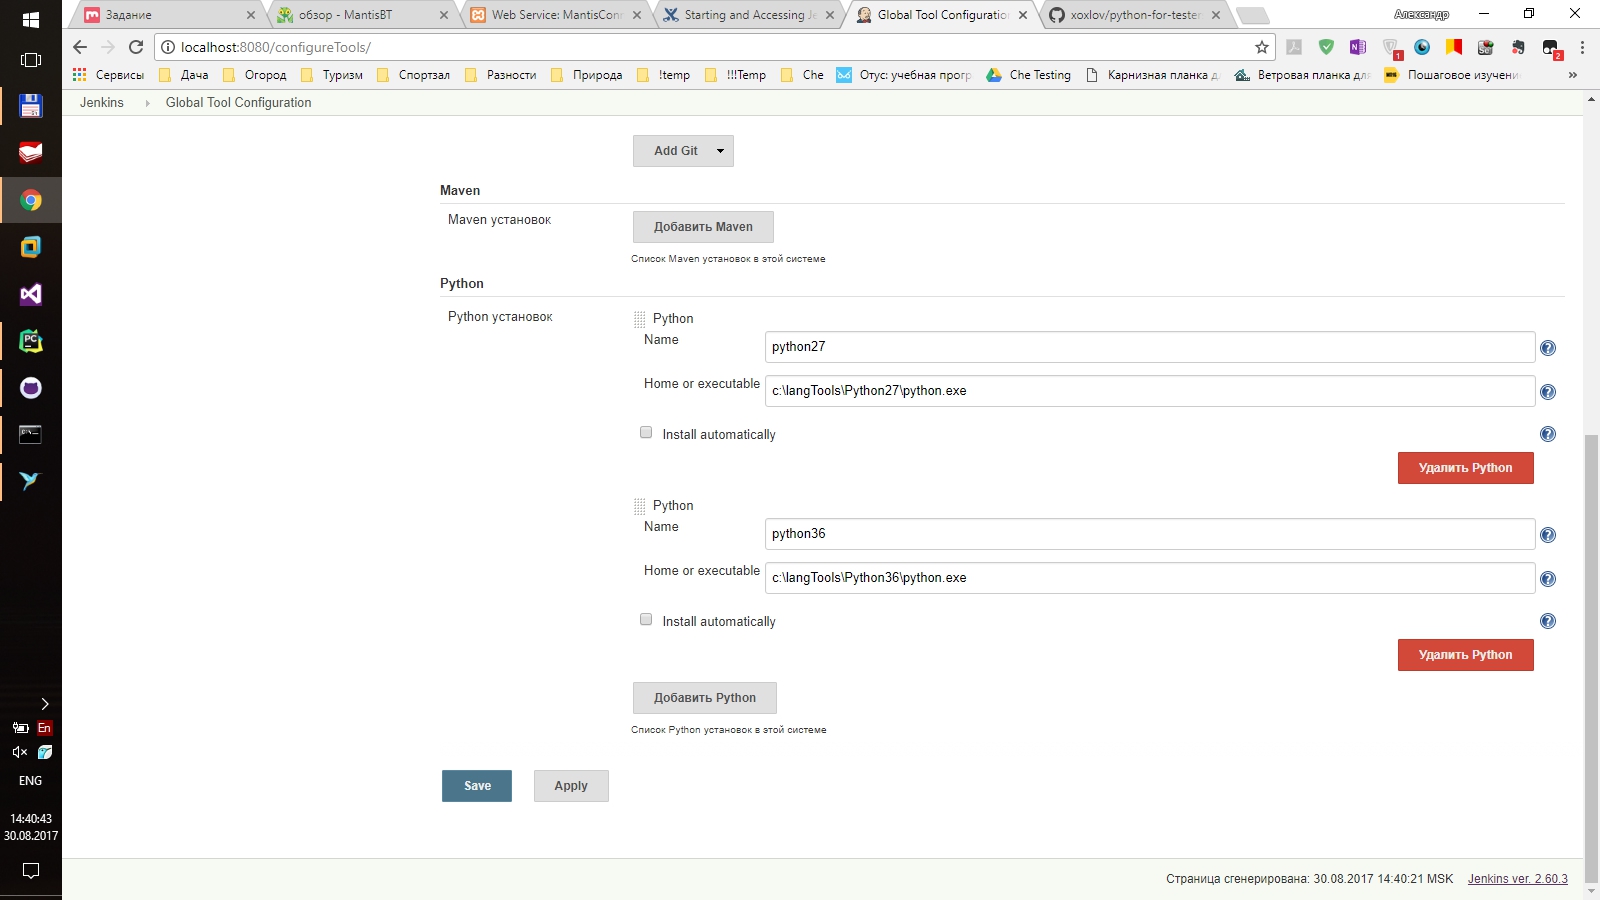 Задание
обзор - MantisBT
Web Service: MantisConn
Starting and Accessing Je
Global Tool Configuration
xoxlov/python-for-tester
Александр
localhost:8080/configureTools/
Сервисы
Дача
Огород
Туризм
Спортзал
Разности
Природа
!temp
!!!Temp
Che
Отус: учебная прогр
Che Testing
Карнизная планка д
Ветровая планка для
Пошаговое изучени
»
Jenkins
Global Tool Configuration
Add Git
Maven
Maven установок
Добавить Maven
Список Maven установок в этой системе
Python
Python установок
Python
Name
python27
Home or executable
c:\langTools\Python27\python.exe
Install automatically
Удалить Python
Python
Name
python36
Home or executable
c:\langTools\Python36\python.exe
Install automatically
Удалить Python
Добавить Python
Список Python установок в этой системе
Save
Apply
Страница сгенерирована: 30.08.2017 14:40:21 MSK
Jenkins ver. 2.60.3
En
ENG
14:40:43
30.08.2017